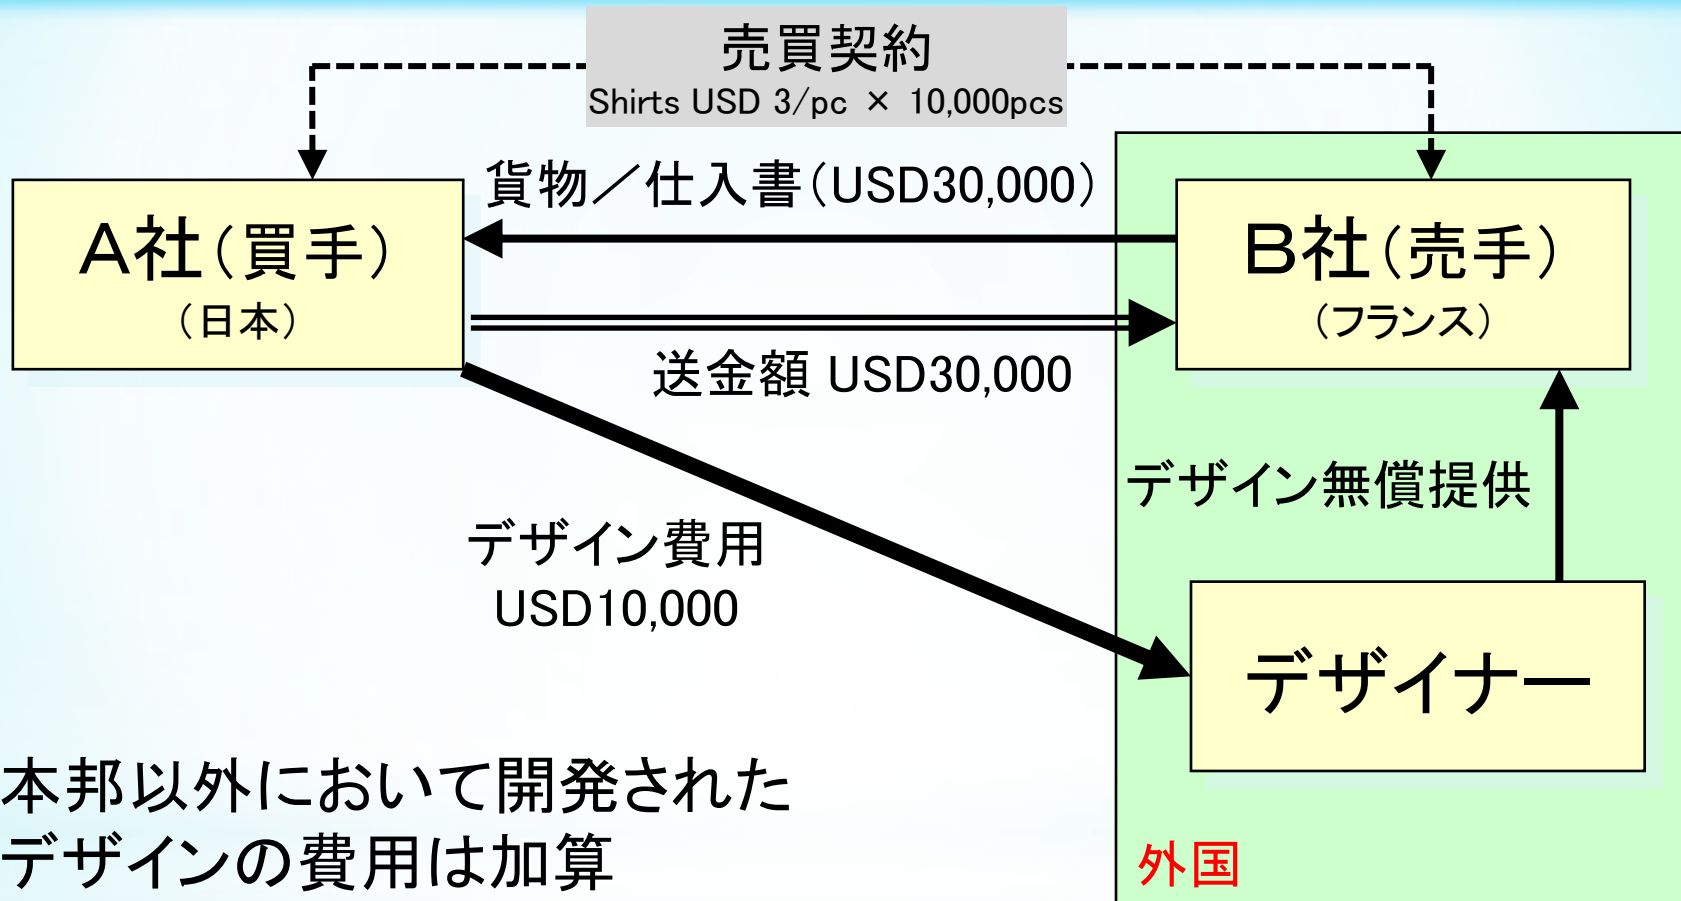 売買契約
Shirts USD 3/pc × 10,000pcs
貨物／仕入書（USD30,000）
A社（買手）
（日本）
B社（売手）
（フランス）
送金額 USD30,000
デザイン無償提供
デザイン費用
USD10,000
デザイナー
本邦以外において開発された
デザインの費用は加算
外国